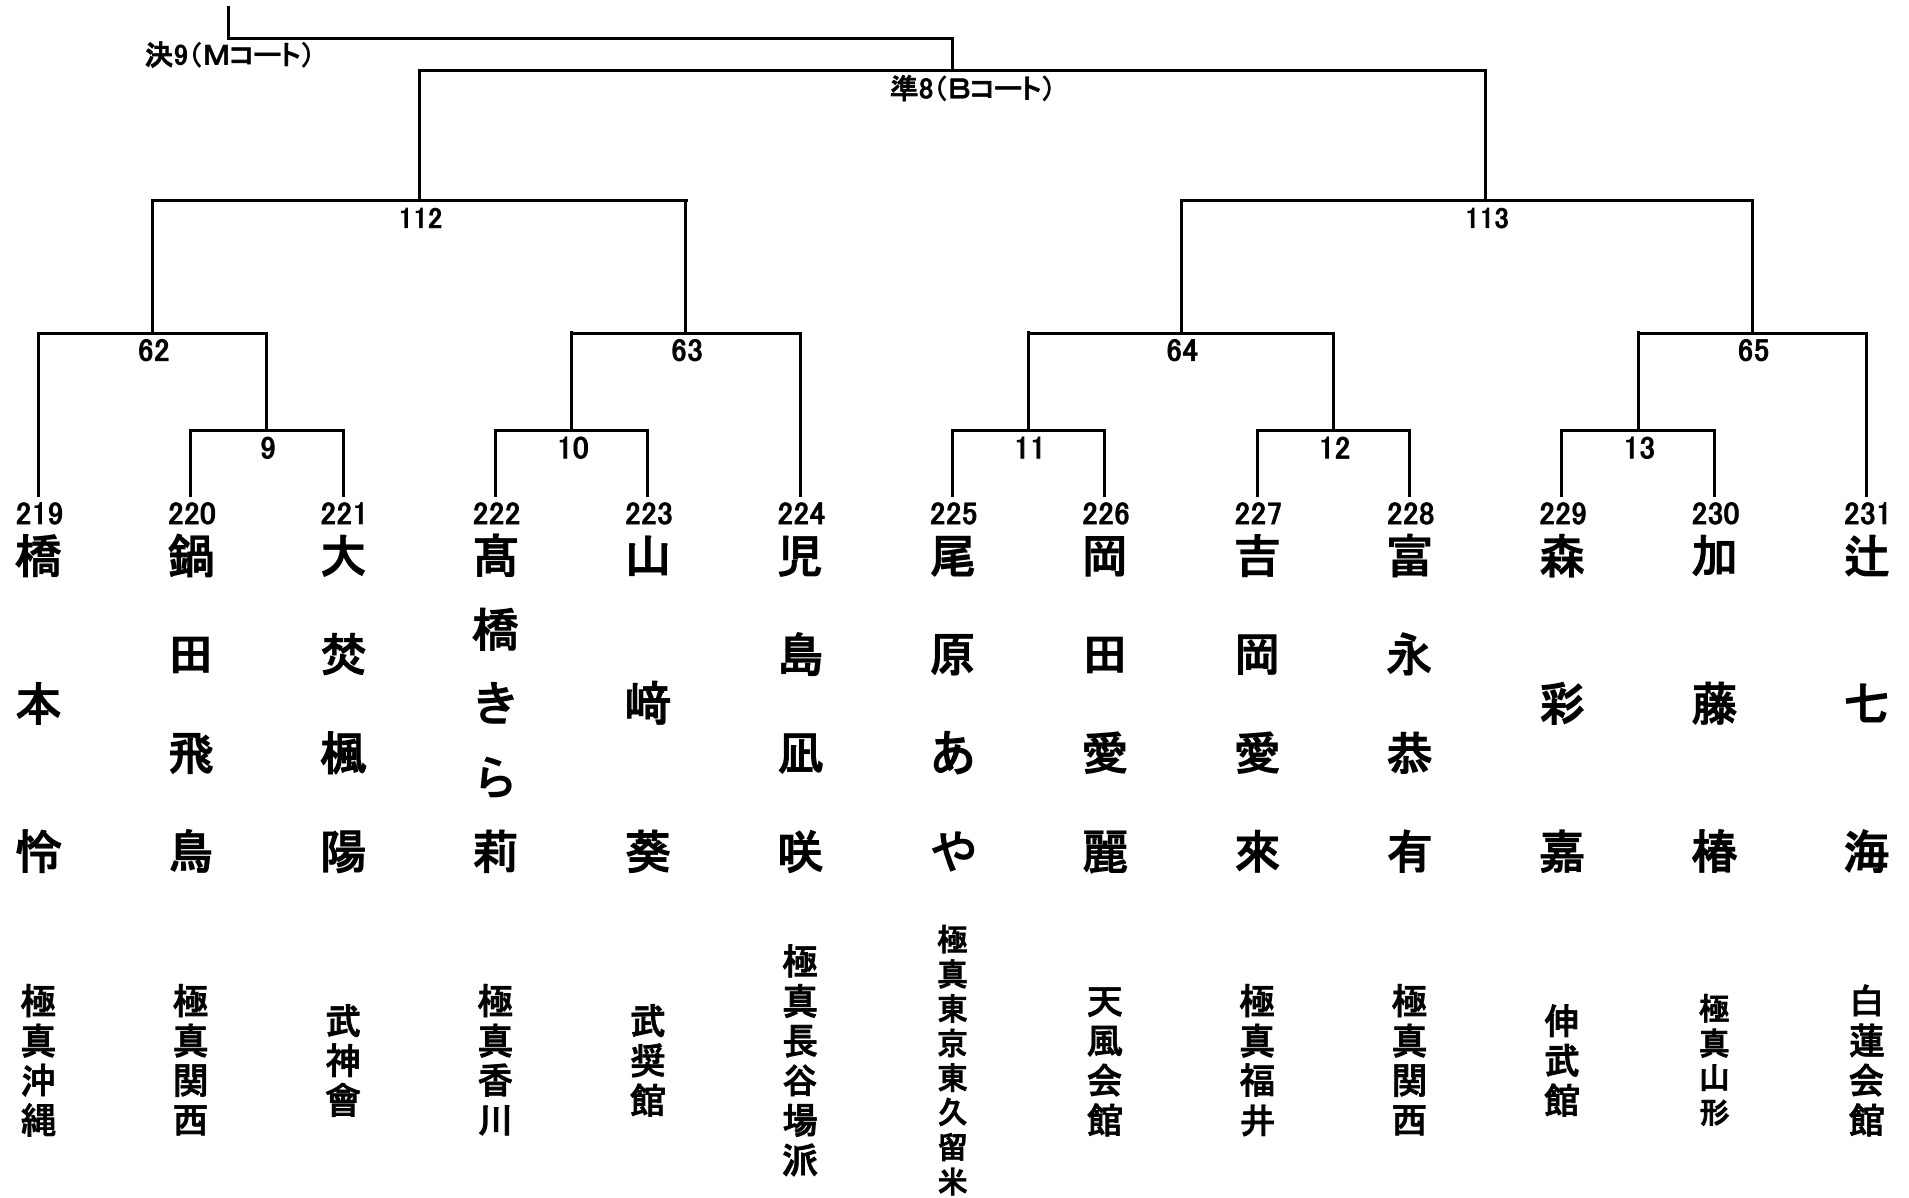 決9(Mコート)
準8(Bコート)
112
113
62
63
64
65
9
10
11
12
13
219
220
221
222
223
224
225
226
227
228
229
230
231
橋本怜
鍋田飛鳥
大焚楓陽
髙橋きら莉
山﨑葵
児島凪咲
尾原あや
岡田愛麗
吉岡愛來
富永恭有
森彩嘉
加藤椿
辻七海
極真沖縄
極真関西
武神會
極真香川
武奨館
極真長谷場派
極真東京東久留米
天風会館
極真福井
極真関西
伸武館
極真山形
白蓮会館